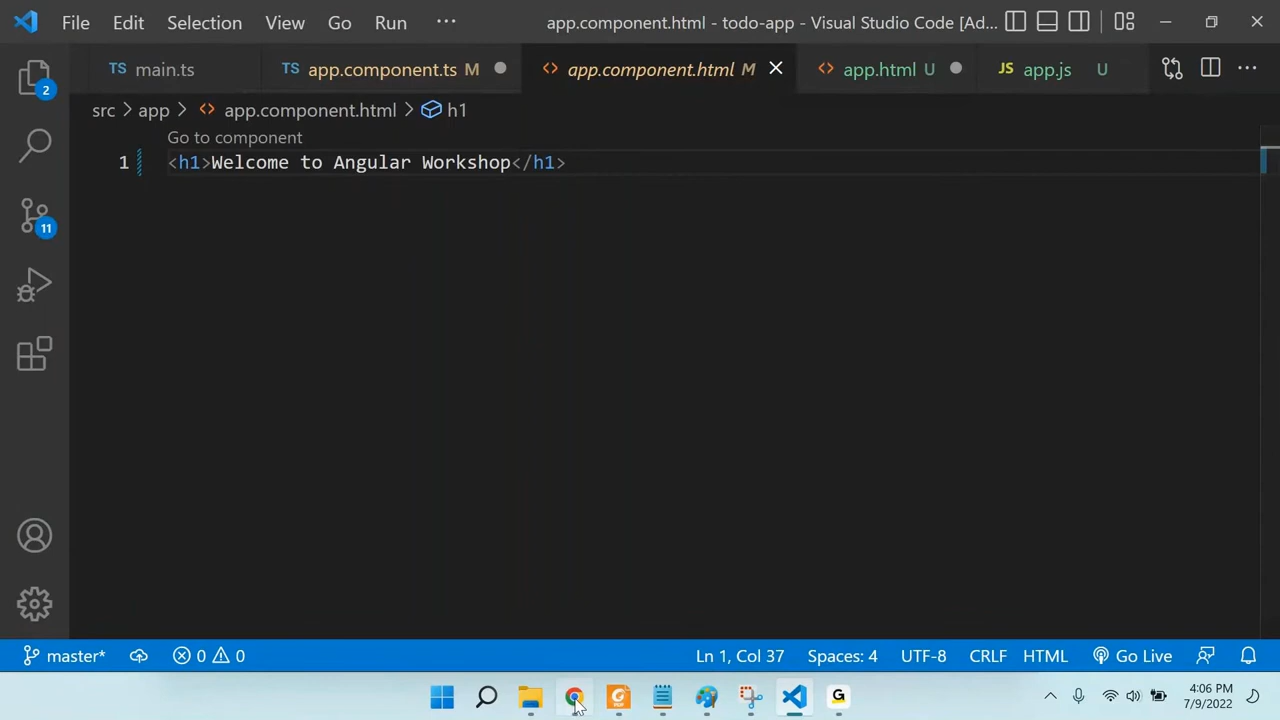 File Edit Selection View Go Run ··· app.component.html - todo-app - Visual Studio Code [Ad...
TS main.ts TS app.component.ts M app.component.html M app.html U JS app.js U
src > app > app.component.html > h1
Go to component
1 <h1>Welcome to Angular Workshop</h1>
2
11
master* 0 0 Ln 1, Col 37 Spaces: 4 UTF-8 CRLF HTML Go Live
4:06 PM
7/9/2022